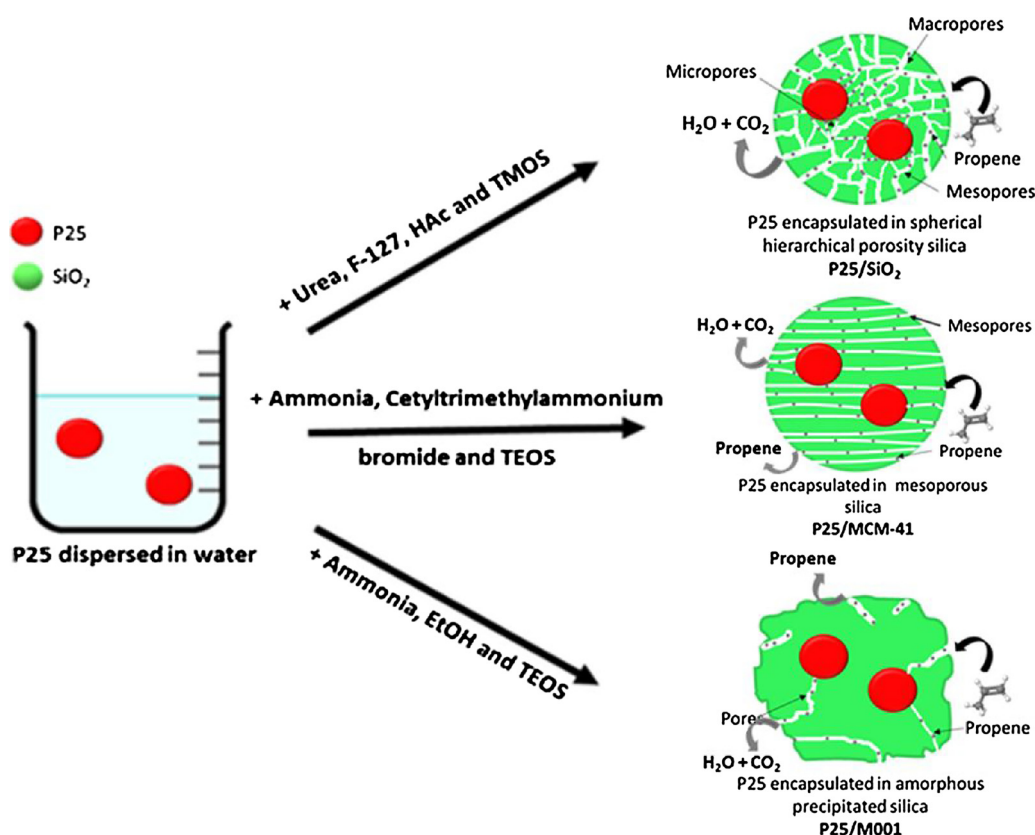 P25
SiO₂
P25 dispersed in water
+ Urea, F-127, HAc and TMOS
+ Ammonia, Cetyltrimethylammonium
bromide and TEOS
+ Ammonia, EtOH and TEOS
Macropores
Micropores
H₂O + CO₂
Propene
Mesopores
P25 encapsulated in spherical
hierarchical porosity silica
P25/SiO₂
H₂O + CO₂
Mesopores
Propene
Propene
P25 encapsulated in mesoporous
silica
P25/MCM-41
Propene
Pores
Propene
H₂O + CO₂
P25 encapsulated in amorphous
precipitated silica
P25/M001